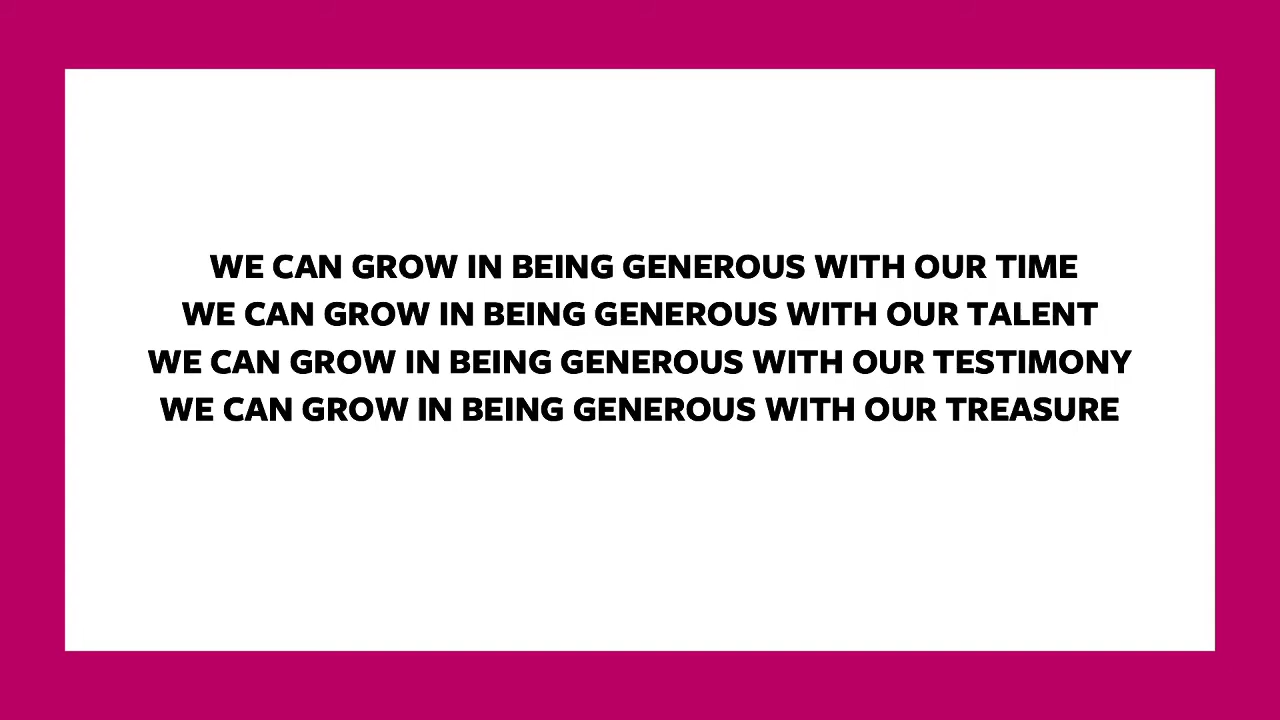 WE CAN GROW IN BEING GENEROUS WITH OUR TIME
WE CAN GROW IN BEING GENEROUS WITH OUR TALENT
WE CAN GROW IN BEING GENEROUS WITH OUR TESTIMONY
WE CAN GROW IN BEING GENEROUS WITH OUR TREASURE